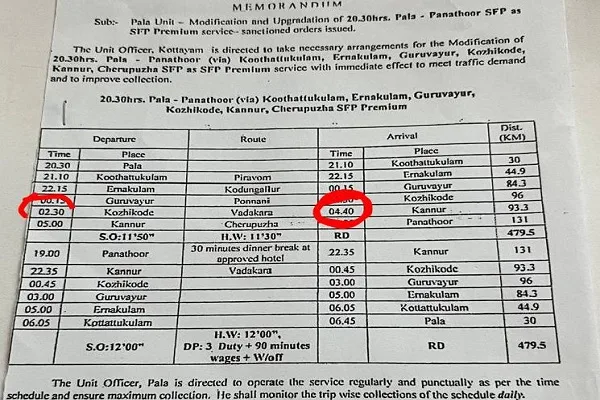 MEMORANDUM
Sub:- Pala Unit – Modification and Upgradation of 20.30hrs. Pala - Panathoor SFP as
SFP Premium service– sanctioned orders issued.
The Unit Officer, Kottayam is directed to take necessary arrangements for the Modification of
20.30hrs. Pala - Panathoor (via) Koothattukulam, Ernakulam, Guruvayur, Kozhikode,
Kannur, Cherupuzha SFP as SFP Premium service with immediate effect to meet traffic demand
and to improve collection.
20.30hrs. Pala - Panathoor (via) Koothattukulam, Ernakulam, Guruvayur,
Kozhikode, Kannur, Cherupuzha SFP Premium
Departure Route Arrival Dist. (KM)
Time Place Time Place
20.30 Pala 21.10 Koothattukulam 30
21.10 Koothattukulam Piravom 22.15 Ernakulam 44.9
22.15 Ernakulam Kodungallur 00.15 Guruvayur 84.3
00.15 Guruvayur Ponnani Kozhikode 96
02.30 Kozhikode Vadakara 04.40 Kannur 93.3
05.00 Kannur Cherupuzha Panathoor 131
S.O:11'50" H.W: 11'30" RD 479.5
19.00 Panathoor 30 minutes dinner break at approved hotel 22.35 Kannur 131
22.35 Kannur Vadakara 00.45 Kozhikode 93.3
00.45 Kozhikode 03.00 Guruvayur 96
03.00 Guruvayur 05.00 Ernakulam 84.3
05.00 Ernakulam 06.05 Kottattukulam 44.9
06.05 Kottattukulam 06.45 Pala 30
S.O:12'00" H.W: 12'00", DP: 3 Duty + 90 minutes wages + W/off RD 479.5
The Unit Officer, Pala is directed to operate the service regularly and punctually as per time
schedule and ensure maximum collection. He shall monitor the trip wise collections of the schedule daily.